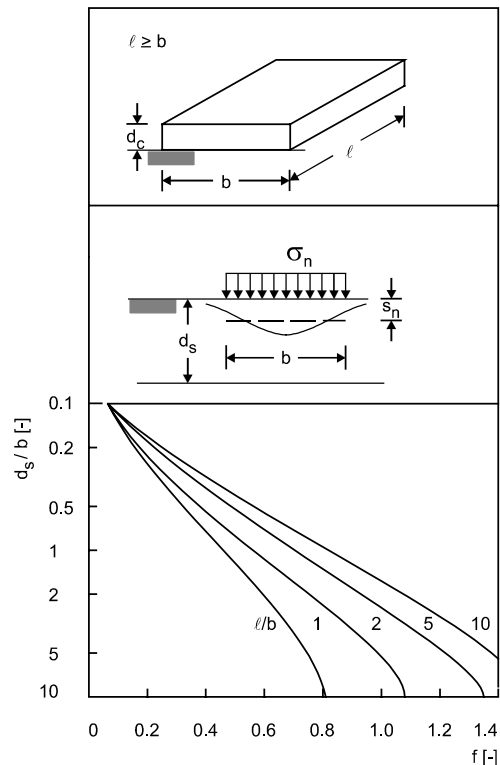 ℓ ≥ b
d_c
b
ℓ
σ_n
s_n
d_s
b
d_s / b [-]
0.1
0.2
0.5
1
2
5
10
ℓ/b 1 2 5 10
0 0.2 0.4 0.6 0.8 1.0 1.2 1.4
f [-]